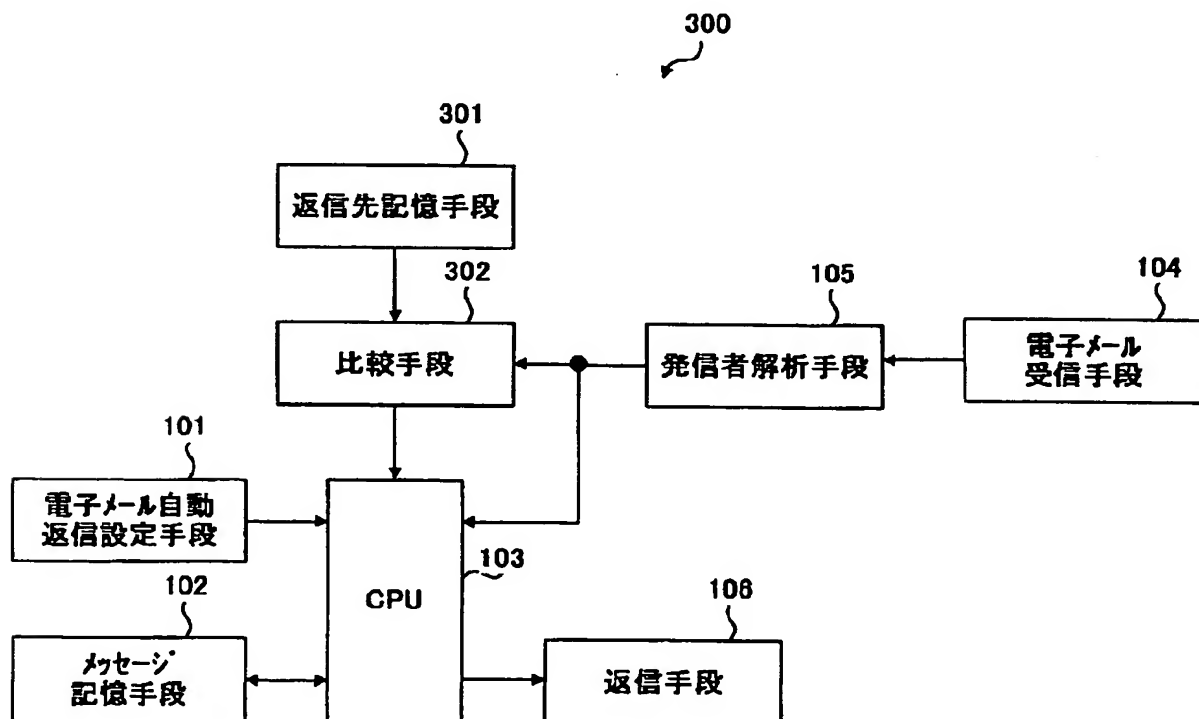 300
301
返信先記憶手段
302
比較手段
105
発信者解析手段
104
電子メール
受信手段
101
電子メール自動
返信設定手段
103
CPU
102
メッセージ
記憶手段
106
返信手段